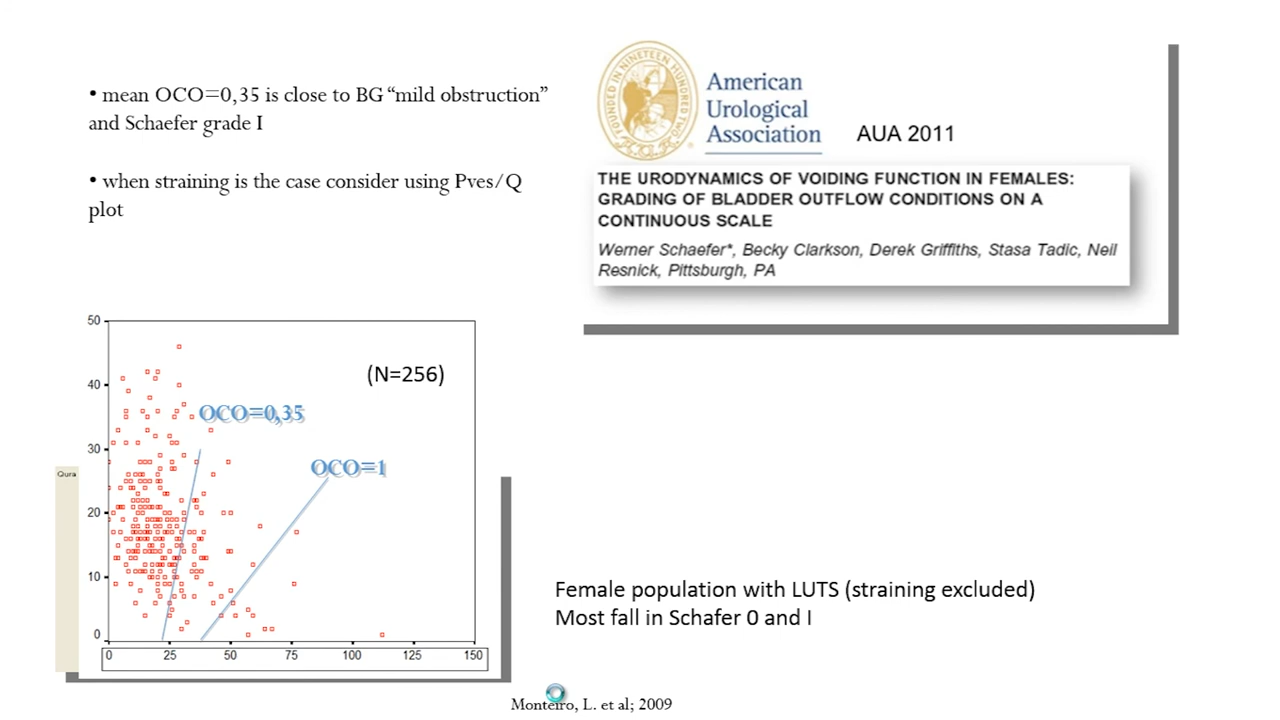 • mean OCO=0,35 is close to BG “mild obstruction”
and Schaefer grade I
• when straining is the case consider using Pves/Q
plot
American
Urological
Association
AUA 2011
THE URODYNAMICS OF VOIDING FUNCTION IN FEMALES:
GRADING OF BLADDER OUTFLOW CONDITIONS ON A
CONTINUOUS SCALE
Werner Schaefer*, Becky Clarkson, Derek Griffiths, Stasa Tadic, Neil
Resnick, Pittsburgh, PA
50
(N=256)
40
OCO=0,35
30
OCO=1
Qura
20
10
0
0 25 50 75 100 125 150
Female population with LUTS (straining excluded)
Most fall in Schafer 0 and I
Monteiro, L. et al; 2009